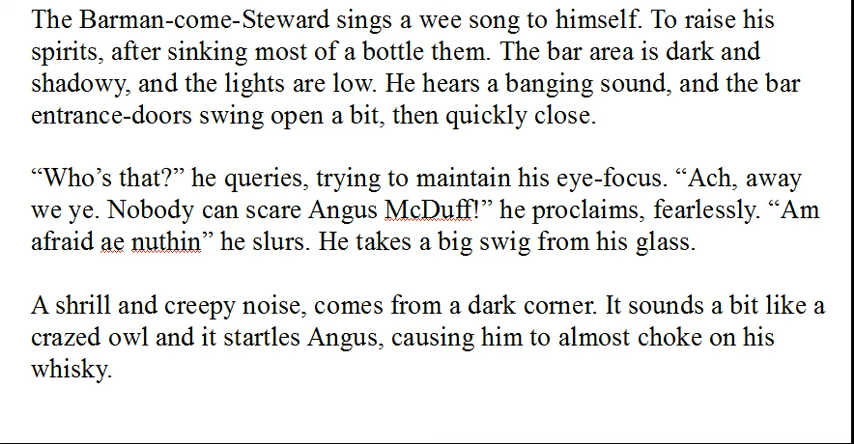 The Barman-come-Steward sings a wee song to himself. To raise his
spirits, after sinking most of a bottle them. The bar area is dark and
shadowy, and the lights are low. He hears a banging sound, and the bar
entrance-doors swing open a bit, then quickly close.
“Who’s that?” he queries, trying to maintain his eye-focus. “Ach, away
we ye. Nobody can scare Angus McDuff!” he proclaims, fearlessly. “Am
afraid ae nuthin” he slurs. He takes a big swig from his glass.
A shrill and creepy noise, comes from a dark corner. It sounds a bit like a
crazed owl and it startles Angus, causing him to almost choke on his
whisky.